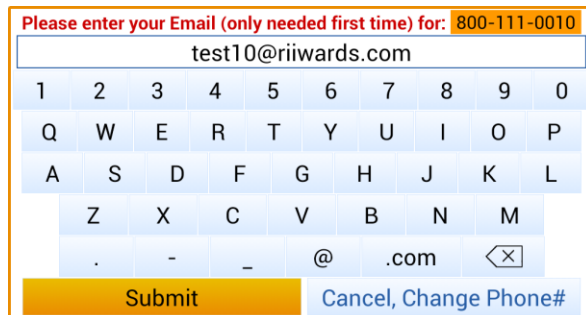 Please enter your Email (only needed first time) for: 800-111-0010
test10@riiwards.com
1 2 3 4 5 6 7 8 9 0
Q W E R T Y U I O P
A S D F G H J K L
Z X C V B N M
. - _ @ .com
Submit Cancel, Change Phone#